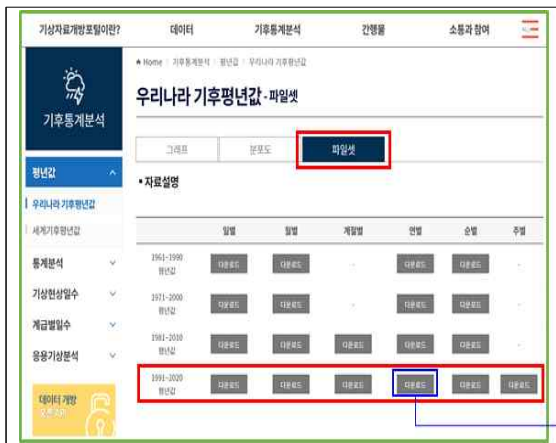 기상자료개방포털이란? 데이터 기후통계분석 간행물 소통과 참여
Home 기후통계분석 평년값 우리나라 기후평년값
기후통계분석
우리나라 기후평년값 - 파일셋
그래프 분포도 파일셋
평년값
▪ 자료설명
우리나라 기후평년값
세계기후평년값
일별 월별 계절별 연별 순별 주별
통계분석
1961~1990 평년값 다운로드 다운로드 - 다운로드 다운로드 -
기상현상일수
1971~2000 평년값 다운로드 다운로드 - 다운로드 다운로드 -
계급별일수
1981~2010 평년값 다운로드 다운로드 다운로드 다운로드 다운로드 -
응용기상분석
1991~2020 평년값 다운로드 다운로드 다운로드 다운로드 다운로드 다운로드
데이터 개방